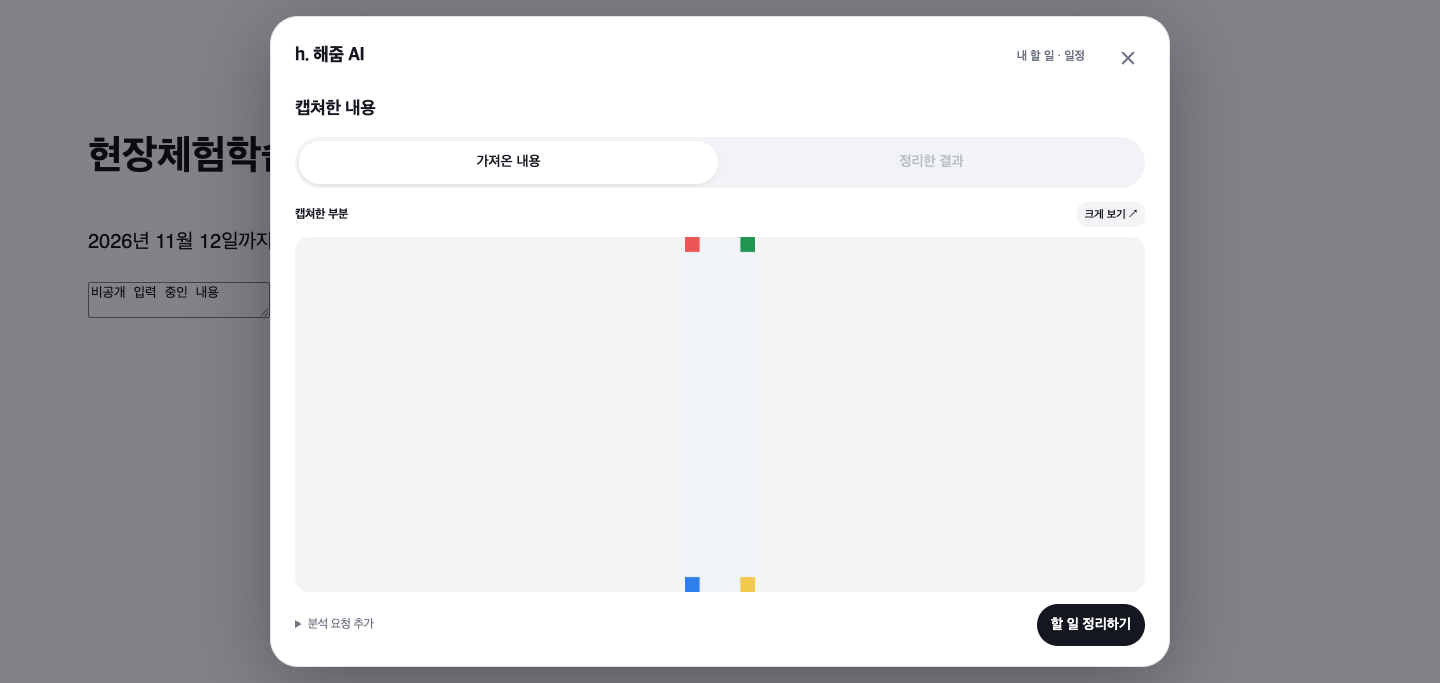 h. 해줌 AI
내 할 일 · 일정
캡쳐한 내용
가져온 내용
정리한 결과
캡쳐한 부분
크게 보기 ↗
현장체험학
2026년 11월 12일까지
비공개 입력 중인 내용
▶ 분석 요청 추가
할 일 정리하기